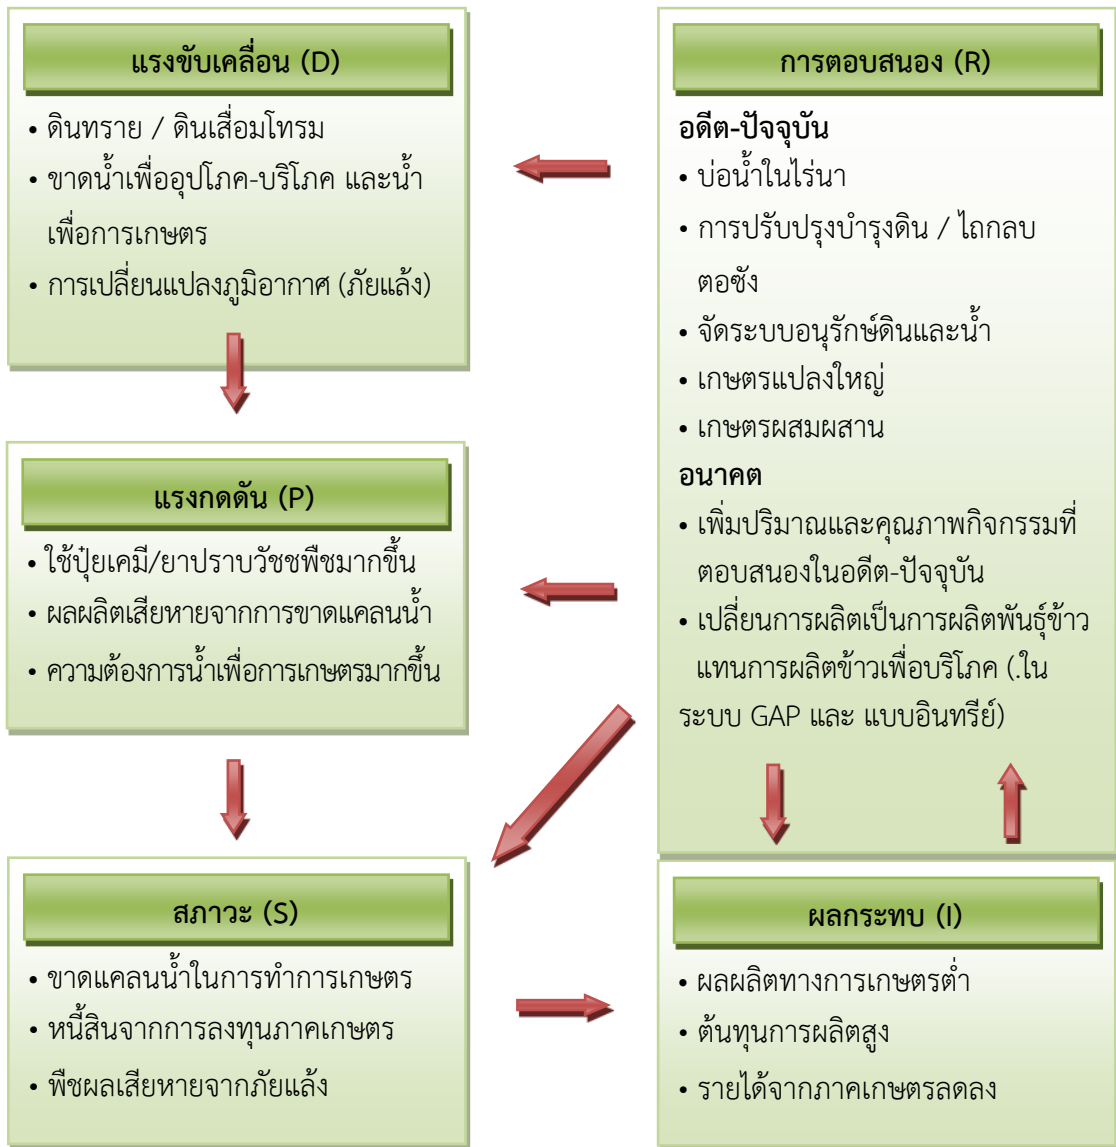 แรงขับเคลื่อน (D)
• ดินทราย / ดินเสื่อมโทรม
• ขาดน้ำเพื่ออุปโภค-บริโภค และน้ำ
เพื่อการเกษตร
• การเปลี่ยนแปลงภูมิอากาศ (ภัยแล้ง)
แรงกดดัน (P)
• ใช้ปุ๋ยเคมี/ยาปราบวัชชพืชมากขึ้น
• ผลผลิตเสียหายจากการขาดแคลนน้ำ
• ความต้องการน้ำเพื่อการเกษตรมากขึ้น
สภาวะ (S)
• ขาดแคลนน้ำในการทำการเกษตร
• หนี้สินจากการลงทุนภาคเกษตร
• พืชผลเสียหายจากภัยแล้ง
การตอบสนอง (R)
อดีต-ปัจจุบัน
• บ่อน้ำในไร่นา
• การปรับปรุงบำรุงดิน / ไถกลบ
ตอซัง
• จัดระบบอนุรักษ์ดินและน้ำ
• เกษตรแปลงใหญ่
• เกษตรผสมผสาน
อนาคต
• เพิ่มปริมาณและคุณภาพกิจกรรมที่
ตอบสนองในอดีต-ปัจจุบัน
• เปลี่ยนการผลิตเป็นการผลิตพันธุ์ข้าว
แทนการผลิตข้าวเพื่อบริโภค (.ใน
ระบบ GAP และ แบบอินทรีย์)
ผลกระทบ (I)
• ผลผลิตทางการเกษตรต่ำ
• ต้นทุนการผลิตสูง
• รายได้จากภาคเกษตรลดลง